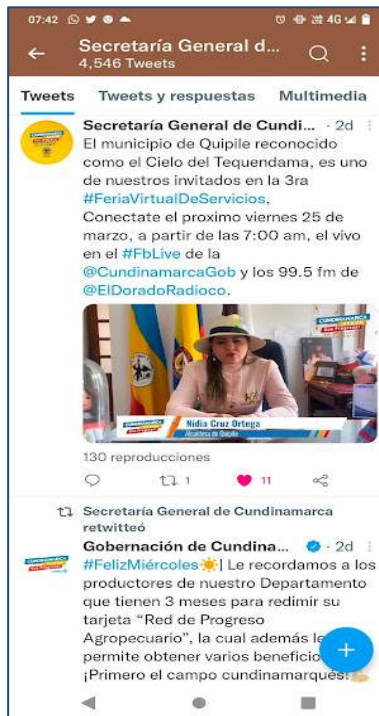 07:42 4G
Secretaría General d...
4,546 Tweets
Tweets Tweets y respuestas Multimedia
Secretaría General de Cundi... · 2d
El municipio de Quipile reconocido
como el Cielo del Tequendama, es uno
de nuestros invitados en la 3ra
#FeriaVirtualDeServicios,
Conectate el proximo viernes 25 de
marzo, a partir de las 7:00 am, el vivo
en el #FbLive de la
@CundinamarcaGob y los 99.5 fm de
@ElDoradoRadioco.
CUNDINAMARCA
Nidia Cruz Ortega
Alcaldesa de Quipile
130 reproducciones
1 11
Secretaría General de Cundinamarca
retwitteó
Gobernación de Cundina... · 2d
#FelizMiércoles☀️| Le recordamos a los
productores de nuestro Departamento
que tienen 3 meses para redimir su
tarjeta “Red de Progreso
Agropecuario”, la cual además le
permite obtener varios beneficio
¡Primero el campo cundinamarqués!